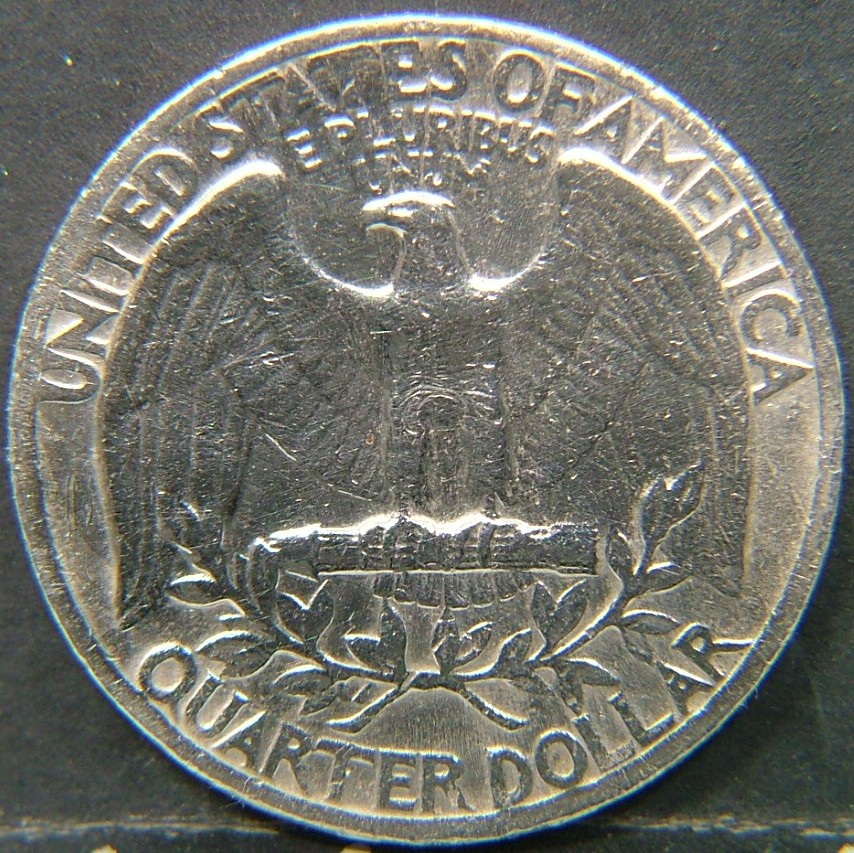 UNITED STATES OF AMERICA
E PLURIBUS
UNUM
QUARTER DOLLAR